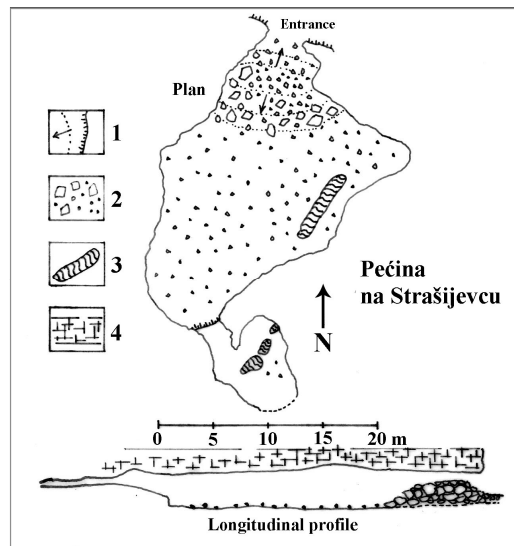 Entrance
Plan
1
2
3
4
Pećina
na Strašijevcu
N
0 5 10 15 20 m
Longitudinal profile